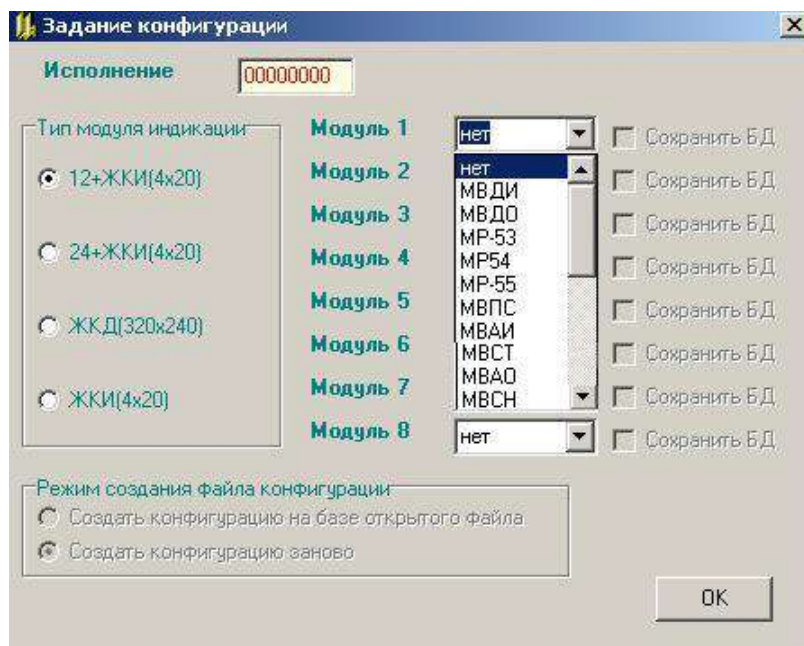 Задание конфигурации
Исполнение 00000000
Тип модуля индикации
12+ЖКИ(4x20)
24+ЖКИ(4x20)
ЖКД(320x240)
ЖКИ(4x20)
Модуль 1 нет Сохранить БД
Модуль 2 Сохранить БД
Модуль 3 Сохранить БД
Модуль 4 Сохранить БД
Модуль 5 Сохранить БД
Модуль 6 Сохранить БД
Модуль 7 Сохранить БД
Модуль 8 нет Сохранить БД
нет
МВДИ
МВДО
МР-53
МР54
МР-55
МВПС
МВАИ
МВСТ
МВАО
МВСН
Режим создания файла конфигурации
Создать конфигурацию на базе открытого файла
Создать конфигурацию заново
OK